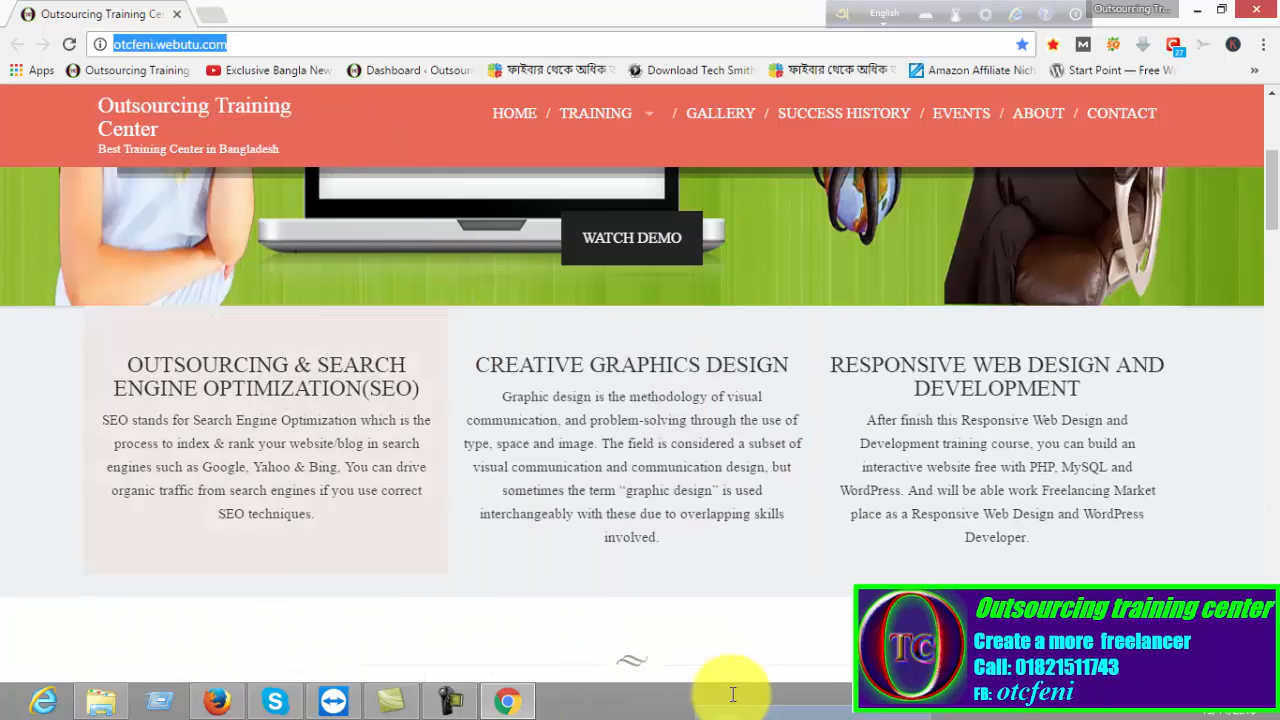 Outsourcing Training Center
English
Outsourcing Tr...
otcfeni.webutu.com
27
Apps
Outsourcing Training
Exclusive Bangla New
Dashboard ‹ Outsou
ফাইবার থেকে অধিক
Download Tech Smith
ফাইবার থেকে অধিক
Amazon Affiliate Nich
Start Point — Free W
»
Outsourcing Training
Center
Best Training Center in Bangladesh
HOME / TRAINING / GALLERY / SUCCESS HISTORY / EVENTS / ABOUT / CONTACT
WATCH DEMO
OUTSOURCING & SEARCH
ENGINE OPTIMIZATION(SEO)
SEO stands for Search Engine Optimization which is the
process to index & rank your website/blog in search
engines such as Google, Yahoo & Bing, You can drive
organic traffic from search engines if you use correct
SEO techniques.
CREATIVE GRAPHICS DESIGN
Graphic design is the methodology of visual
communication, and problem-solving through the use of
type, space and image. The field is considered a subset of
visual communication and communication design, but
sometimes the term “graphic design” is used
interchangeably with these due to overlapping skills
involved.
RESPONSIVE WEB DESIGN AND
DEVELOPMENT
After finish this Responsive Web Design and
Development training course, you can build an
interactive website free with PHP, MySQL and
WordPress. And will be able work Freelancing Market
place as a Responsive Web Design and WordPress
Developer.
OTC
Outsourcing training center
Create a more freelancer
Call: 01821511743
FB: otcfeni